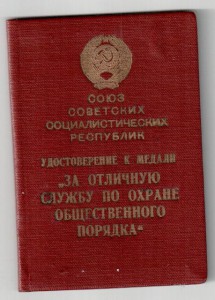 СОЮЗ
СОВЕТСКИХ
СОЦИАЛИСТИЧЕСКИХ
РЕСПУБЛИК
УДОСТОВЕРЕНИЕ К МЕДАЛИ
„ЗА ОТЛИЧНУЮ
СЛУЖБУ ПО ОХРАНЕ
ОБЩЕСТВЕННОГО
ПОРЯДКА“